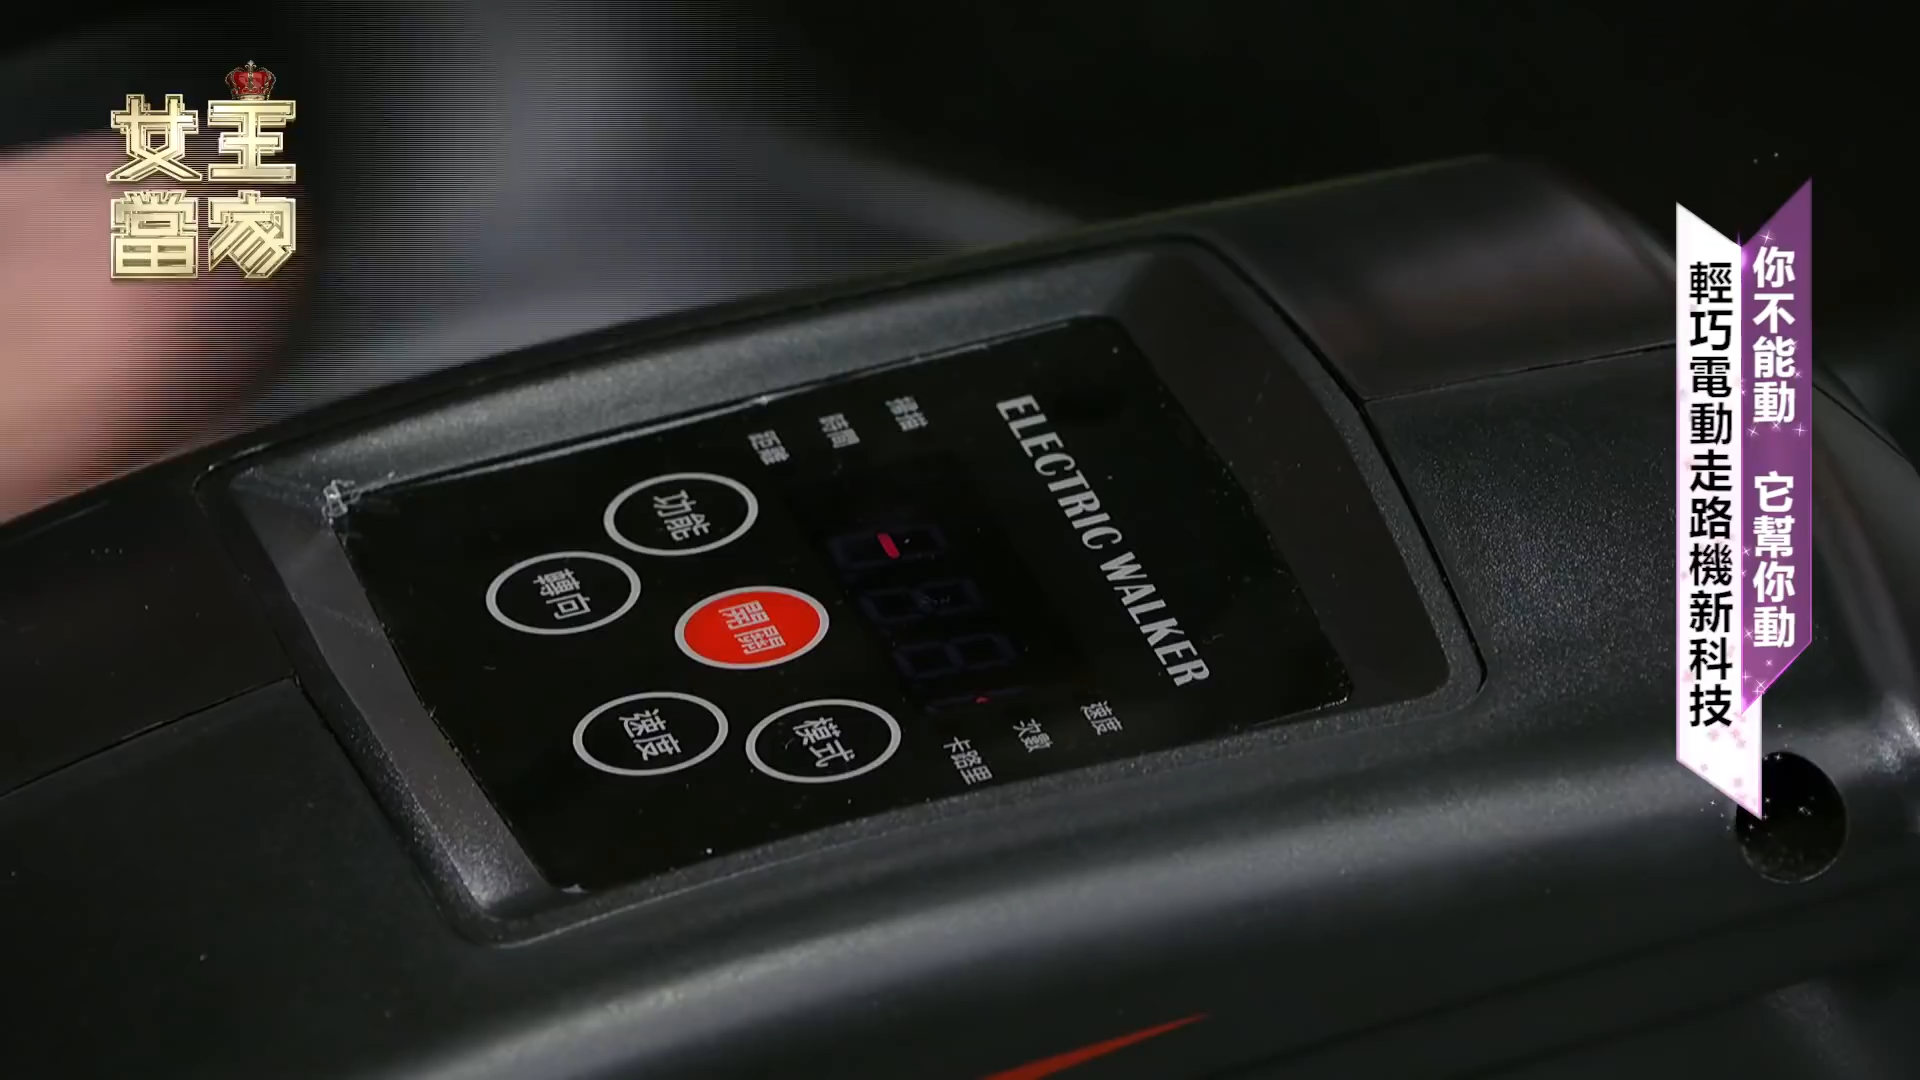 女王
當家
你不能動 它幫你動
輕巧電動走路機新科技
ELECTRIC WALKER
掃描
時間
距離
速度
次數
卡路里
功能
轉向
開關
模式
速度